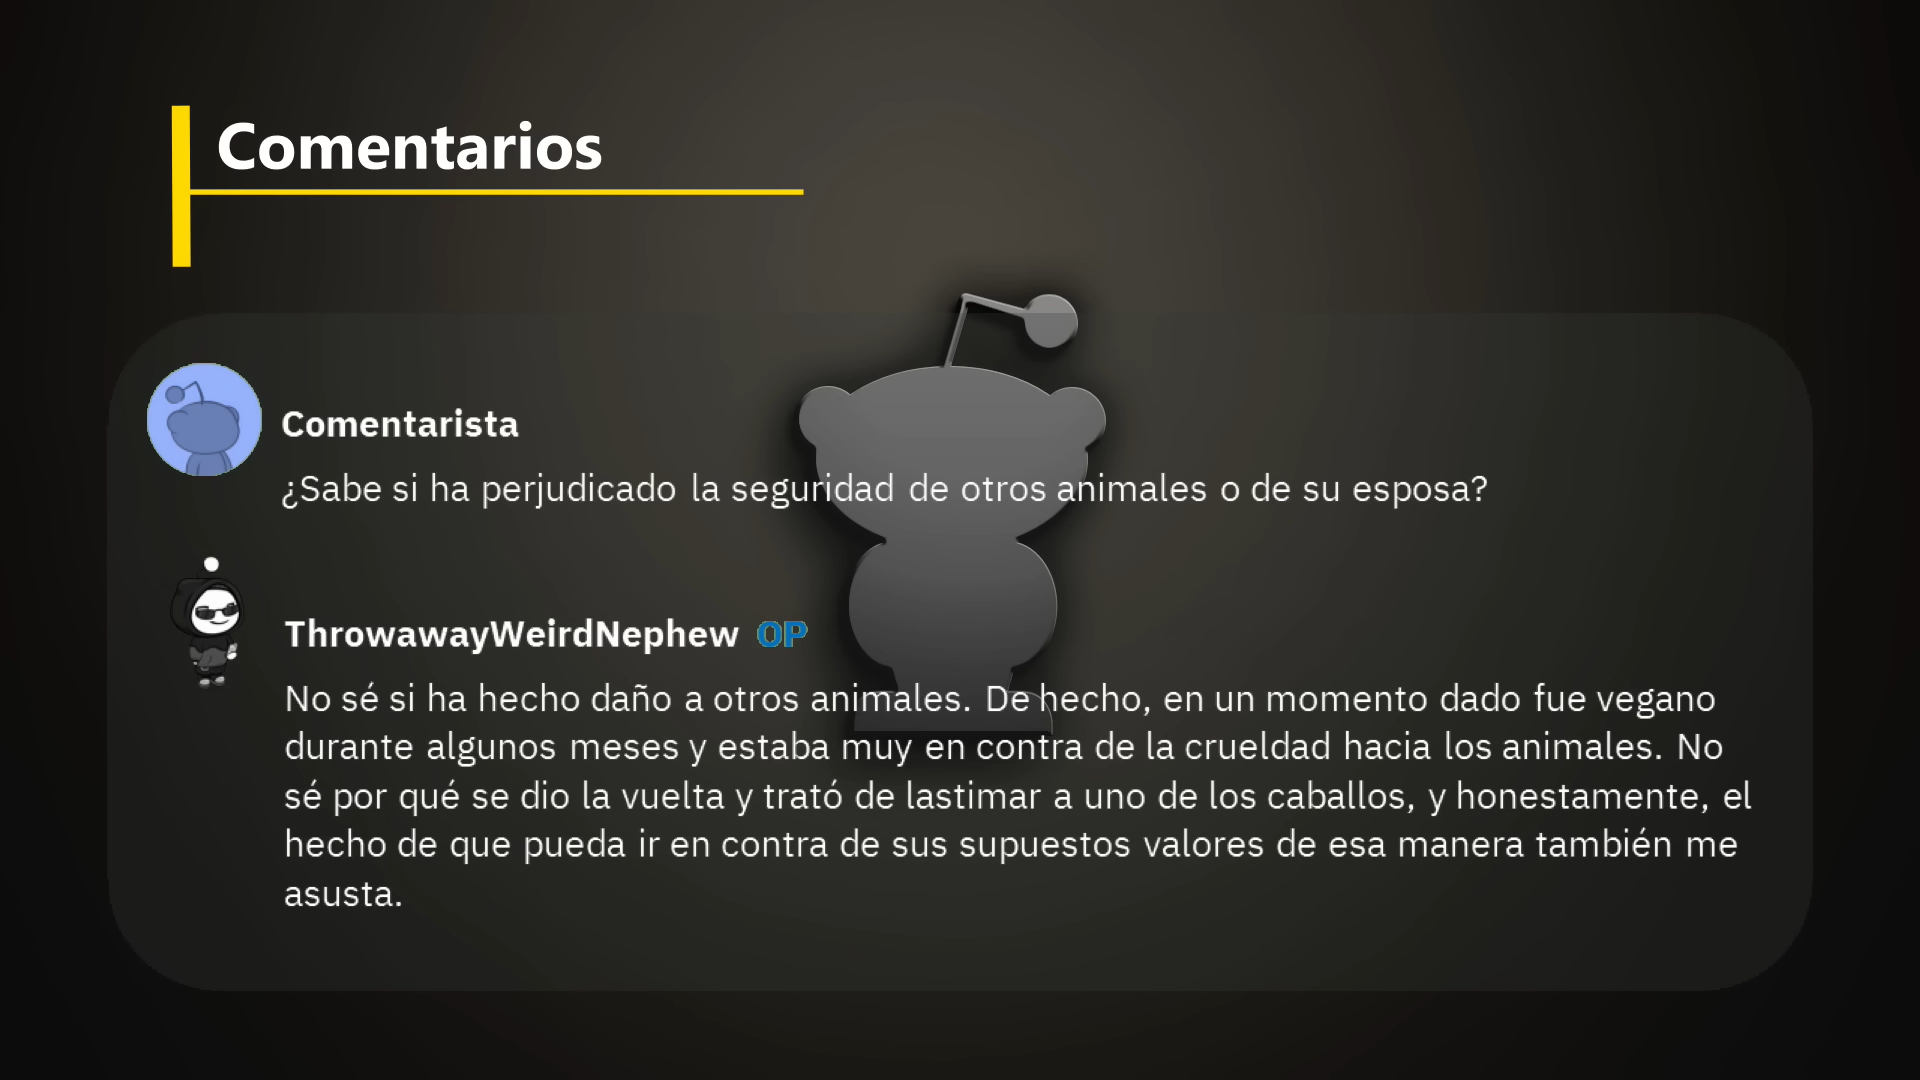 Comentarios
Comentarista
¿Sabe si ha perjudicado la seguridad de otros animales o de su esposa?
ThrowawayWeirdNephew OP
No sé si ha hecho daño a otros animales. De hecho, en un momento dado fue vegano
durante algunos meses y estaba muy en contra de la crueldad hacia los animales. No
sé por qué se dio la vuelta y trató de lastimar a uno de los caballos, y honestamente, el
hecho de que pueda ir en contra de sus supuestos valores de esa manera también me
asusta.